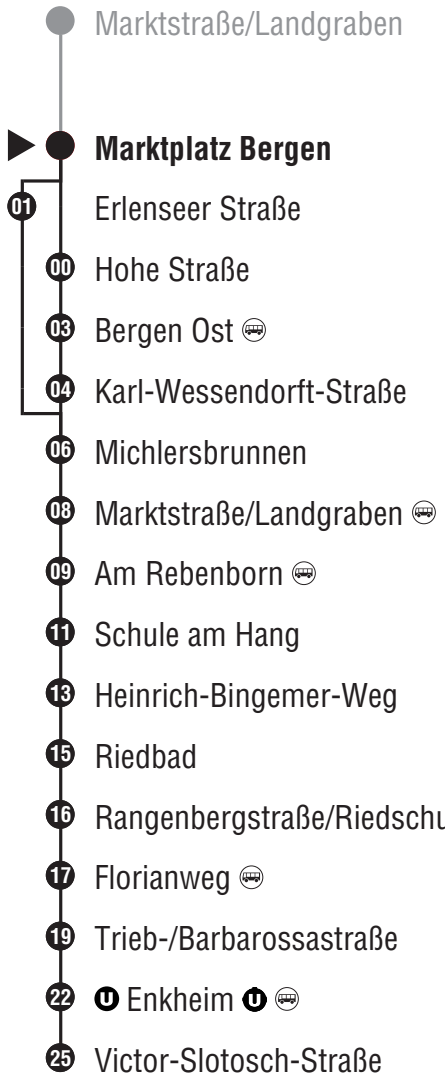 Marktstraße/Landgraben
Marktplatz Bergen
01 Erlenseer Straße
00 Hohe Straße
03 Bergen Ost
04 Karl-Wessendorft-Straße
06 Michlersbrunnen
08 Marktstraße/Landgraben
09 Am Rebenborn
11 Schule am Hang
13 Heinrich-Bingemer-Weg
15 Riedbad
16 Rangenbergstraße/Riedschu
17 Florianweg
19 Trieb-/Barbarossastraße
22 U Enkheim U
25 Victor-Slotosch-Straße